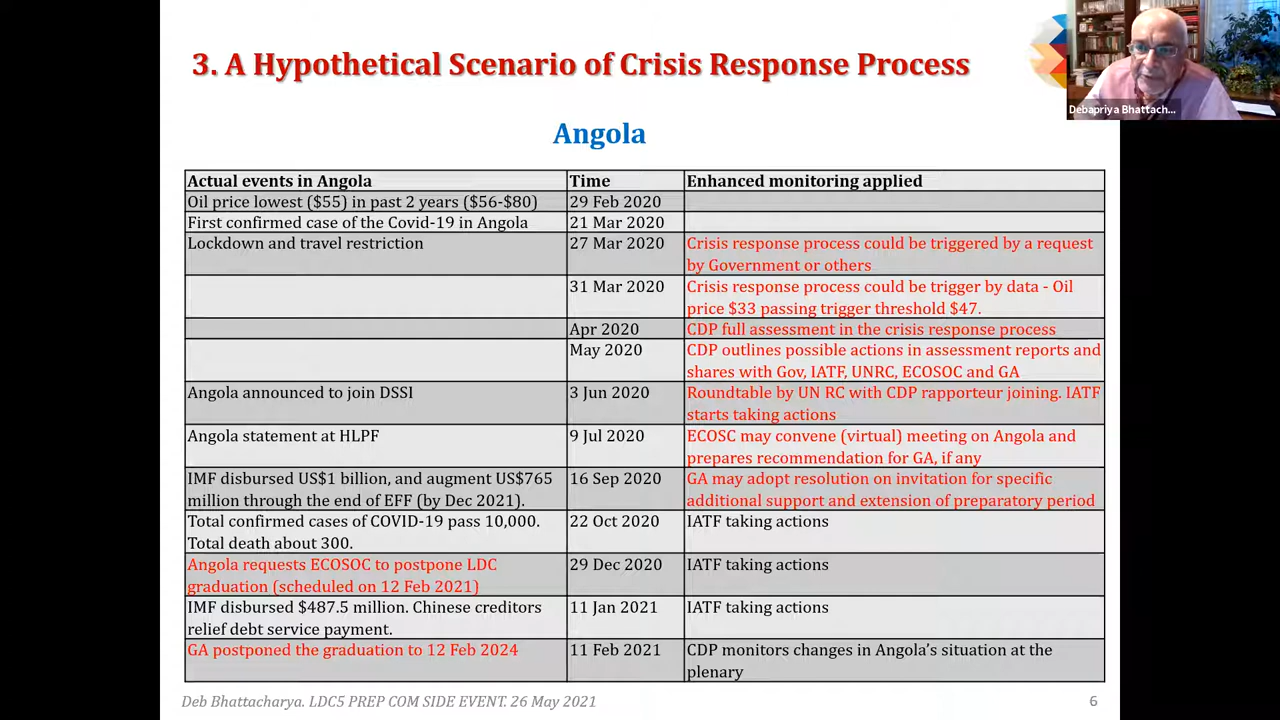 3. A Hypothetical Scenario of Crisis Response Process
Debapriya Bhattach...
Angola
Actual events in Angola Time Enhanced monitoring applied
Oil price lowest ($55) in past 2 years ($56-$80) 29 Feb 2020
First confirmed case of the Covid-19 in Angola 21 Mar 2020
Lockdown and travel restriction 27 Mar 2020 Crisis response process could be triggered by a request
by Government or others
31 Mar 2020 Crisis response process could be trigger by data - Oil
price $33 passing trigger threshold $47.
Apr 2020 CDP full assessment in the crisis response process
May 2020 CDP outlines possible actions in assessment reports and
shares with Gov, IATF, UNRC, ECOSOC and GA
Angola announced to join DSSI 3 Jun 2020 Roundtable by UN RC with CDP rapporteur joining. IATF
starts taking actions
Angola statement at HLPF 9 Jul 2020 ECOSC may convene (virtual) meeting on Angola and
prepares recommendation for GA, if any
IMF disbursed US$1 billion, and augment US$765 16 Sep 2020 GA may adopt resolution on invitation for specific
million through the end of EFF (by Dec 2021). additional support and extension of preparatory period
Total confirmed cases of COVID-19 pass 10,000. 22 Oct 2020 IATF taking actions
Total death about 300.
Angola requests ECOSOC to postpone LDC 29 Dec 2020 IATF taking actions
graduation (scheduled on 12 Feb 2021)
IMF disbursed $487.5 million. Chinese creditors 11 Jan 2021 IATF taking actions
relief debt service payment.
GA postponed the graduation to 12 Feb 2024 11 Feb 2021 CDP monitors changes in Angola's situation at the
plenary
Deb Bhattacharya. LDC5 PREP COM SIDE EVENT. 26 May 2021 6